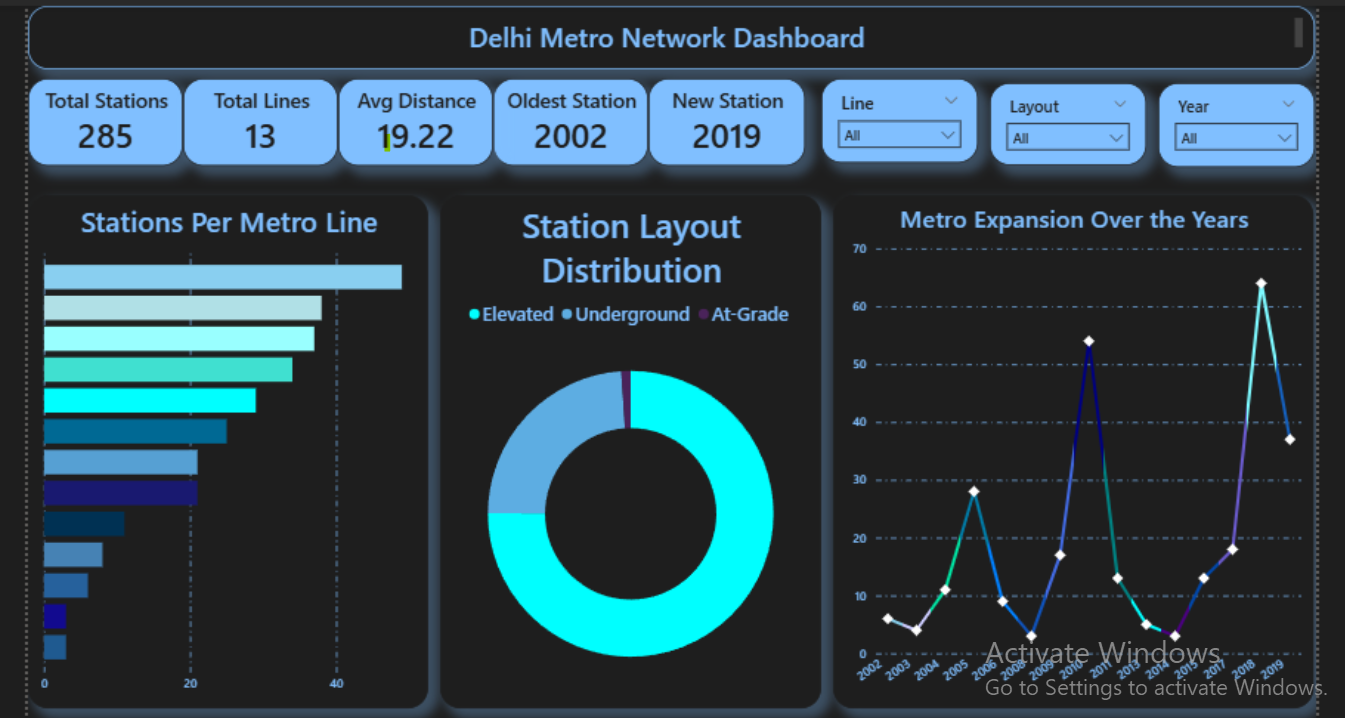 Delhi Metro Network Dashboard
Total Stations
285
Total Lines
13
Avg Distance
19.22
Oldest Station
2002
New Station
2019
Line
All
Layout
All
Year
All
Stations Per Metro Line
0 20 40
Station Layout
Distribution
Elevated Underground At-Grade
Metro Expansion Over the Years
70
60
50
40
30
20
10
0
2002 2003 2004 2005 2006 2008 2009 2010 2011 2013 2014 2015 2017 2018 2019
Activate Windows
Go to Settings to activate Windows.